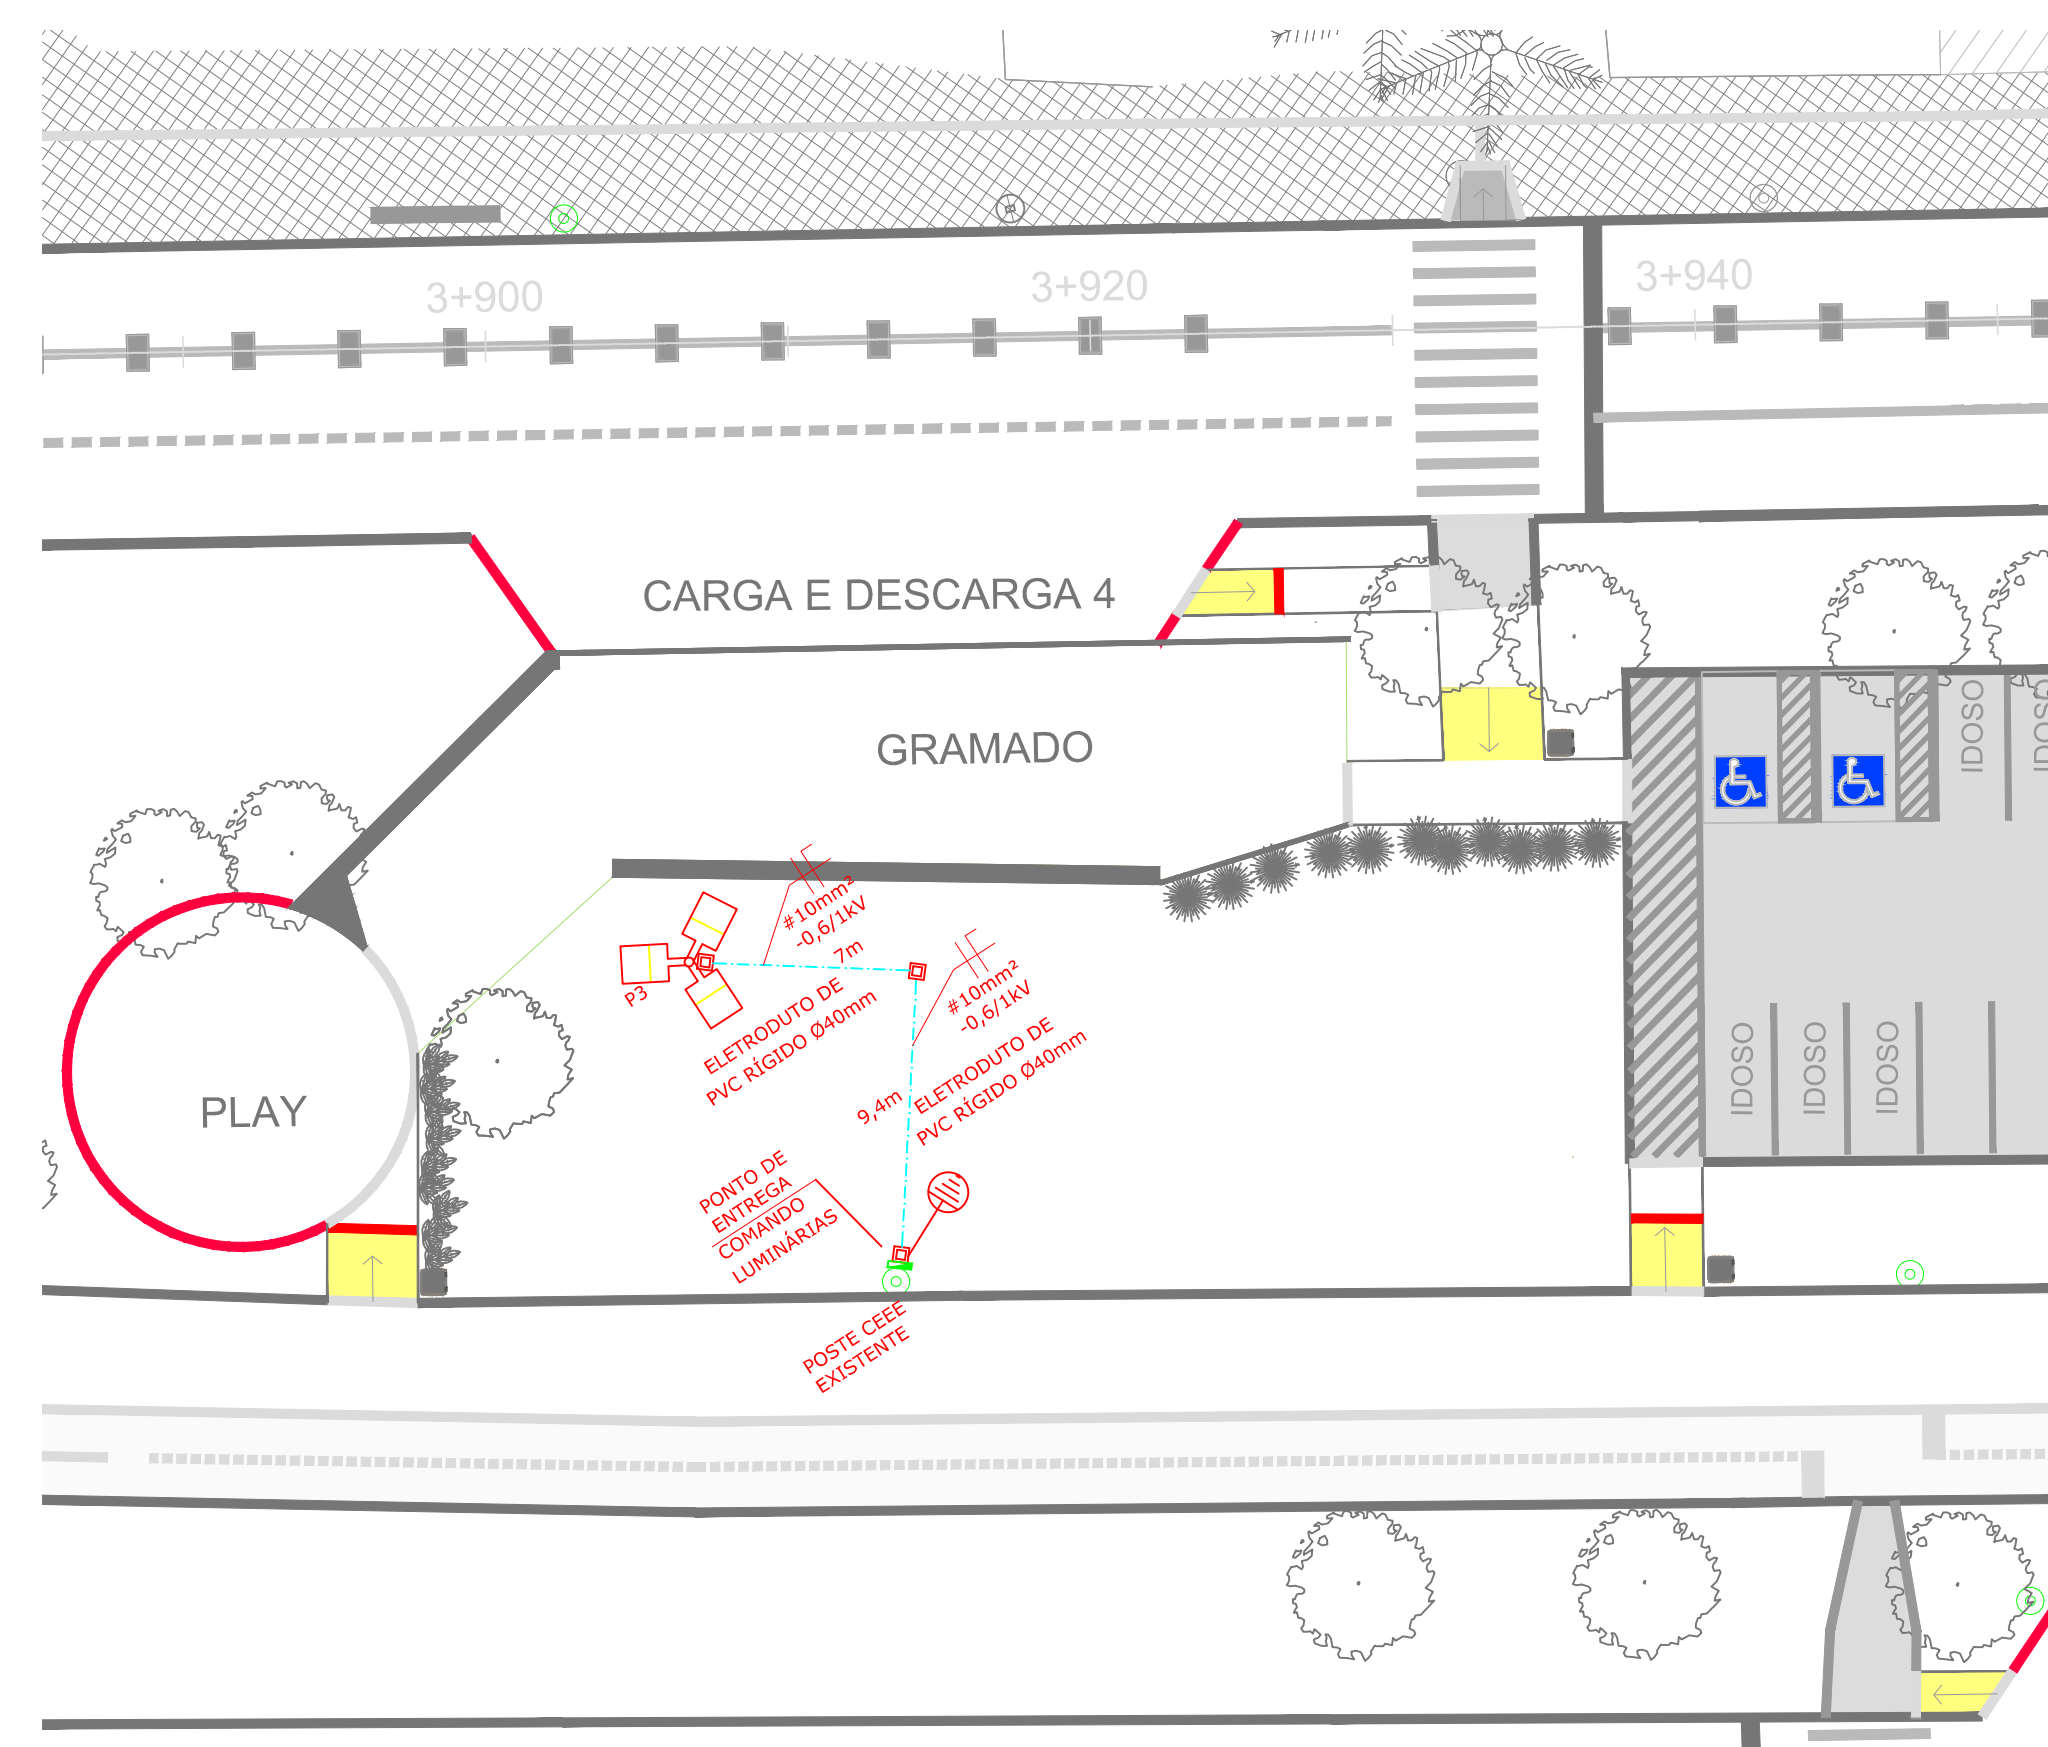 3+900
3+920
3+940
CARGA E DESCARGA 4
GRAMADO
IDOSO
IDOSO
#10mm²
-0,6/1kV
7m
P3
ELETRODUTO DE
PVC RÍGIDO Ø40mm
#10mm²
-0,6/1kV
9,4m
ELETRODUTO DE
PVC RÍGIDO Ø40mm
PLAY
IDOSO
IDOSO
IDOSO
PONTO DE
ENTREGA
COMANDO
LUMINÁRIAS
POSTE CEEE
EXISTENTE